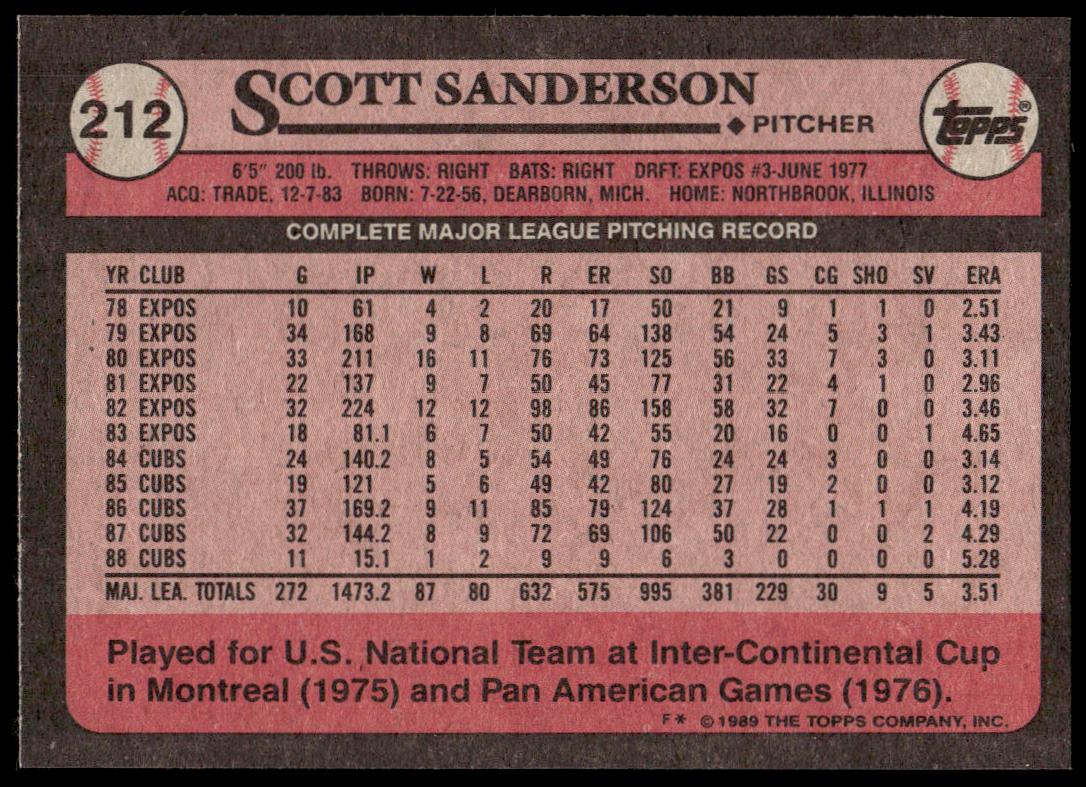 212
SCOTT SANDERSON
◆ PITCHER
topps®
6'5" 200 lb. THROWS: RIGHT BATS: RIGHT DRFT: EXPOS #3-JUNE 1977
ACQ: TRADE, 12-7-83 BORN: 7-22-56, DEARBORN, MICH. HOME: NORTHBROOK, ILLINOIS
COMPLETE MAJOR LEAGUE PITCHING RECORD
YR CLUB G IP W L R ER SO BB GS CG SHO SV ERA
78 EXPOS 10 61 4 2 20 17 50 21 9 1 1 0 2.51
79 EXPOS 34 168 9 8 69 64 138 54 24 5 3 1 3.43
80 EXPOS 33 211 16 11 76 73 125 56 33 7 3 0 3.11
81 EXPOS 22 137 9 7 50 45 77 31 22 4 1 0 2.96
82 EXPOS 32 224 12 12 98 86 158 58 32 7 0 0 3.46
83 EXPOS 18 81.1 6 7 50 42 55 20 16 0 0 1 4.65
84 CUBS 24 140.2 8 5 54 49 76 24 24 3 0 0 3.14
85 CUBS 19 121 5 6 49 42 80 27 19 2 0 0 3.12
86 CUBS 37 169.2 9 11 85 79 124 37 28 1 1 1 4.19
87 CUBS 32 144.2 8 9 72 69 106 50 22 0 0 2 4.29
88 CUBS 11 15.1 1 2 9 9 6 3 0 0 0 0 5.28
MAJ. LEA. TOTALS 272 1473.2 87 80 632 575 995 381 229 30 9 5 3.51
Played for U.S. National Team at Inter-Continental Cup
in Montreal (1975) and Pan American Games (1976).
F* ©1989 THE TOPPS COMPANY, INC.